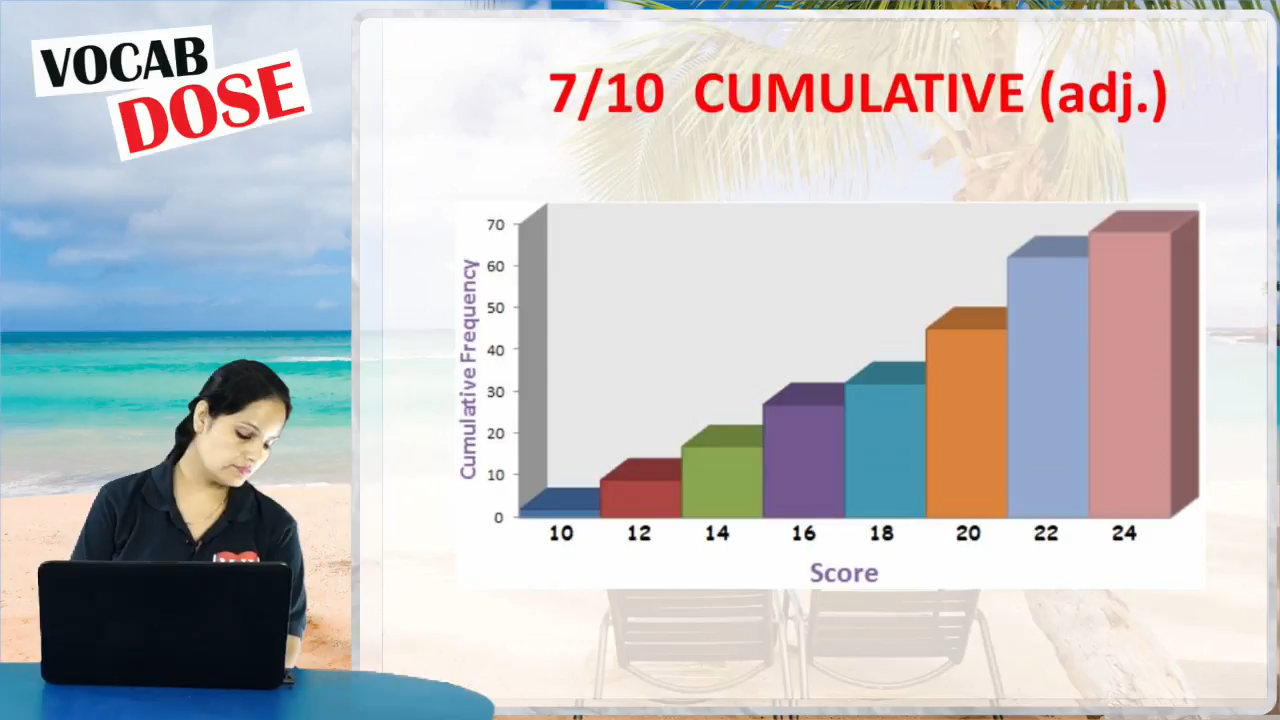 VOCAB
DOSE
7/10 CUMULATIVE (adj.)
Cumulative Frequency
70
60
50
40
30
20
10
0
10 12 14 16 18 20 22 24
Score